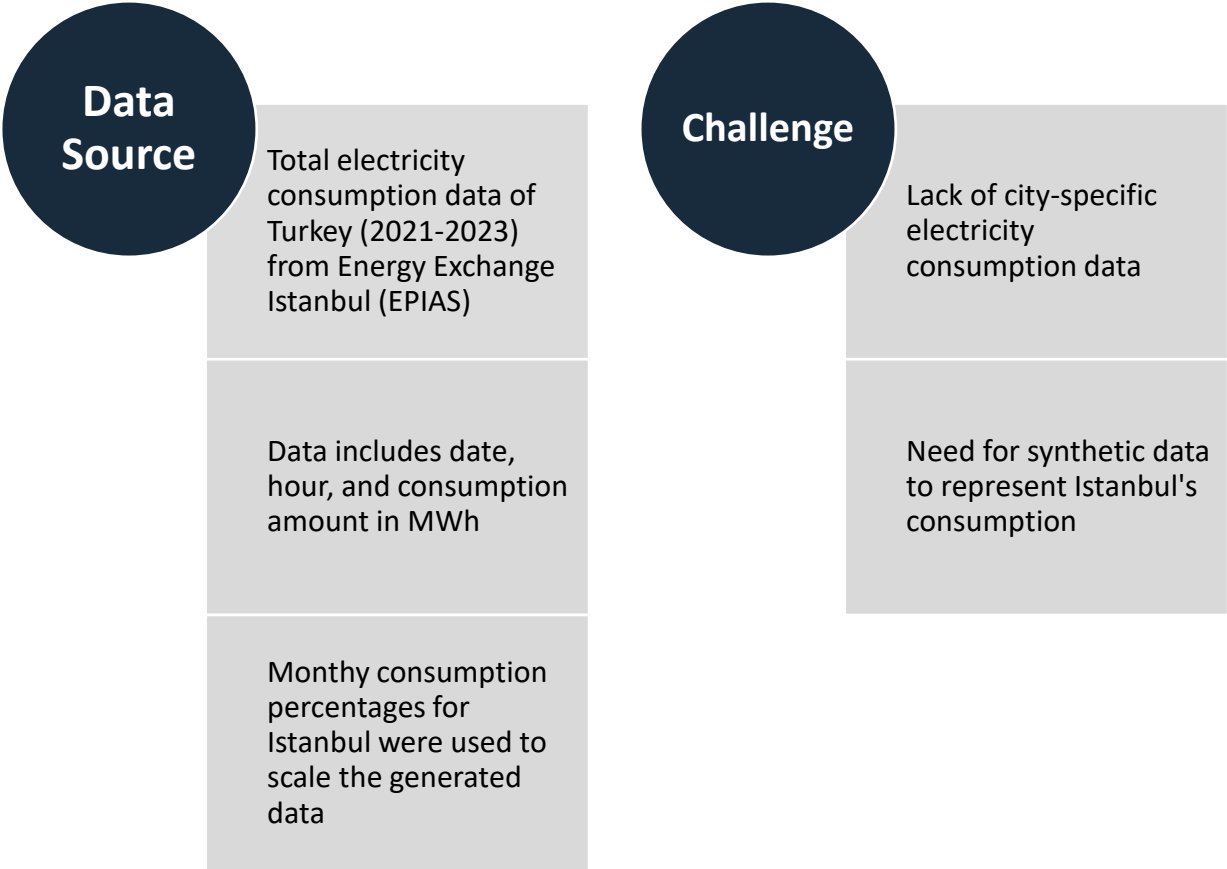 Data
Source
Total electricity
consumption data of
Turkey (2021-2023)
from Energy Exchange
Istanbul (EPIAS)
Data includes date,
hour, and consumption
amount in MWh
Monthy consumption
percentages for
Istanbul were used to
scale the generated
data
Challenge
Lack of city-specific
electricity
consumption data
Need for synthetic data
to represent Istanbul's
consumption